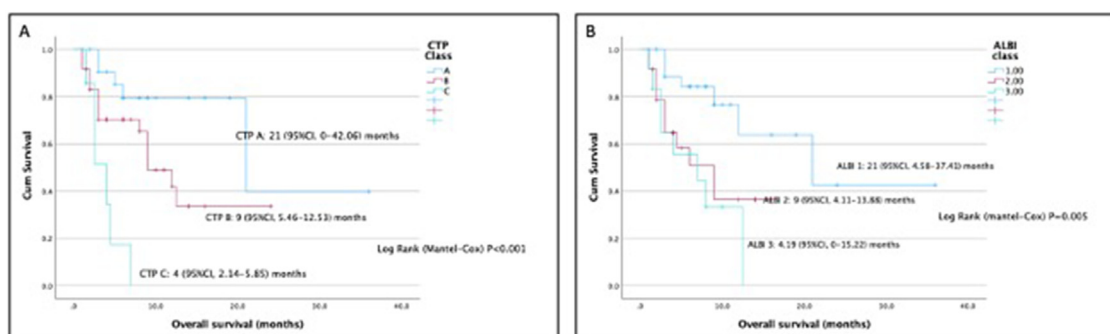 A
CTP
Class
A
B
C
1.0
0.8
0.6
0.4
0.2
0.0
Cum Survival
CTP A: 21 (95%CI, 0-42.06) months
CTP B: 9 (95%CI, 5.46-12.53) months
Log Rank (Mantel-Cox) P<0.001
CTP C: 4 (95%CI, 2.14-5.85) months
.0 10.0 20.0 30.0 40.0
Overall survival (months)
B
ALBI
class
1.00
2.00
3.00
1.0
0.8
0.6
0.4
0.2
0.0
Cum Survival
ALBI 1: 21 (95%CI, 4.58-37.41) months
ALBI 2: 9 (95%CI, 4.11-13.88) months
Log Rank (mantel-Cox) P=0.005
ALBI 3: 4.19 (95%CI, 0-15.22) months
.0 10.0 20.0 30.0 40.0
Overall survival (months)